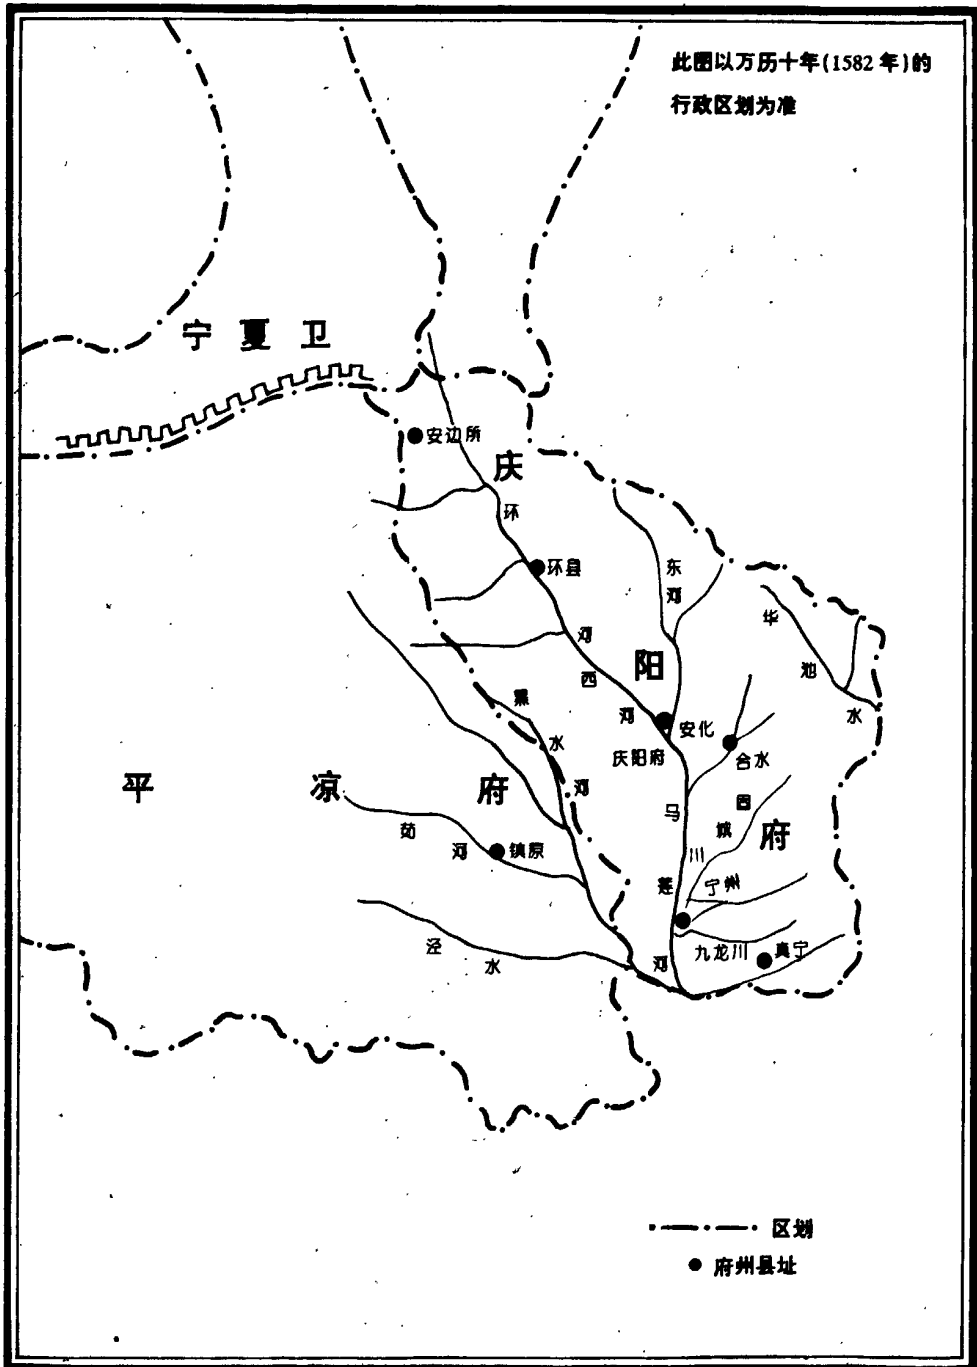 此图以万历十年(1582年)的
行政区划为准
宁夏卫
安边所
庆阳府
环河
环县
东河
华池水
西河
黑水河
安化
庆阳府
合水
平凉府
固城川
马莲河
茹河
镇原
宁州
九龙川
真宁
泾水
区划
府州县址